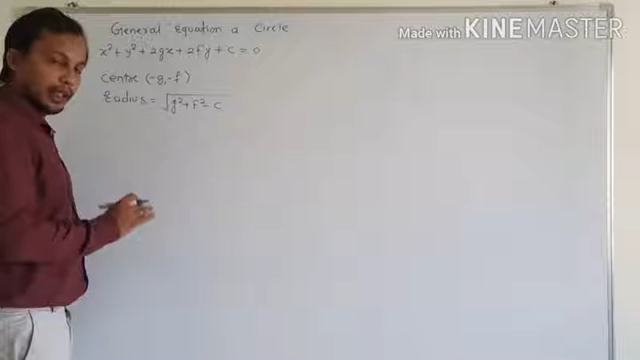 Made with KINEMASTER
General Equation a Circle
x² + y² + 2gx + 2fy + c = 0
Centre (-g, -f)
Radius = √g² + f² - c